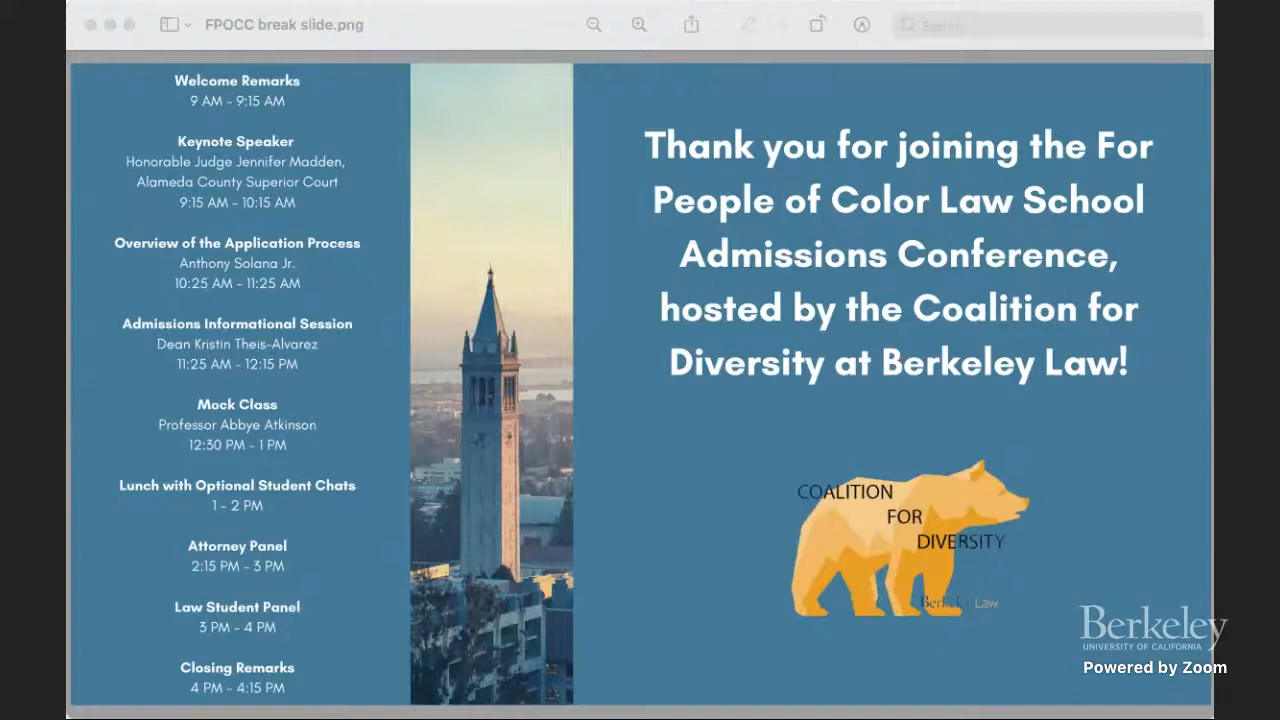 FPOCC break slide.png
Search
Welcome Remarks
9 AM - 9:15 AM
Keynote Speaker
Honorable Judge Jennifer Madden,
Alameda County Superior Court
9:15 AM - 10:15 AM
Overview of the Application Process
Anthony Solana Jr.
10:25 AM - 11:25 AM
Admissions Informational Session
Dean Kristin Theis-Alvarez
11:25 AM - 12:15 PM
Mock Class
Professor Abbye Atkinson
12:30 PM - 1 PM
Lunch with Optional Student Chats
1 - 2 PM
Attorney Panel
2:15 PM - 3 PM
Law Student Panel
3 PM - 4 PM
Closing Remarks
4 PM - 4:15 PM
Thank you for joining the For
People of Color Law School
Admissions Conference,
hosted by the Coalition for
Diversity at Berkeley Law!
COALITION
FOR
DIVERSITY
Berkeley Law
Berkeley
UNIVERSITY OF CALIFORNIA
Powered by Zoom